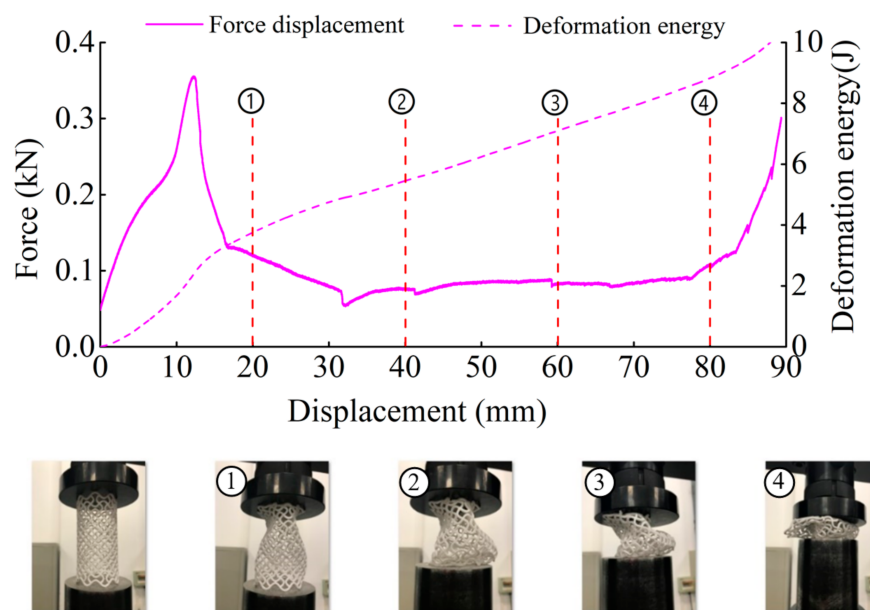 Force displacement
Deformation energy
0.4
0.3
0.2
0.1
0.0
Force (kN)
10
8
6
4
2
0
Deformation energy(J)
① ② ③ ④
0 10 20 30 40 50 60 70 80 90
Displacement (mm)
① ② ③ ④